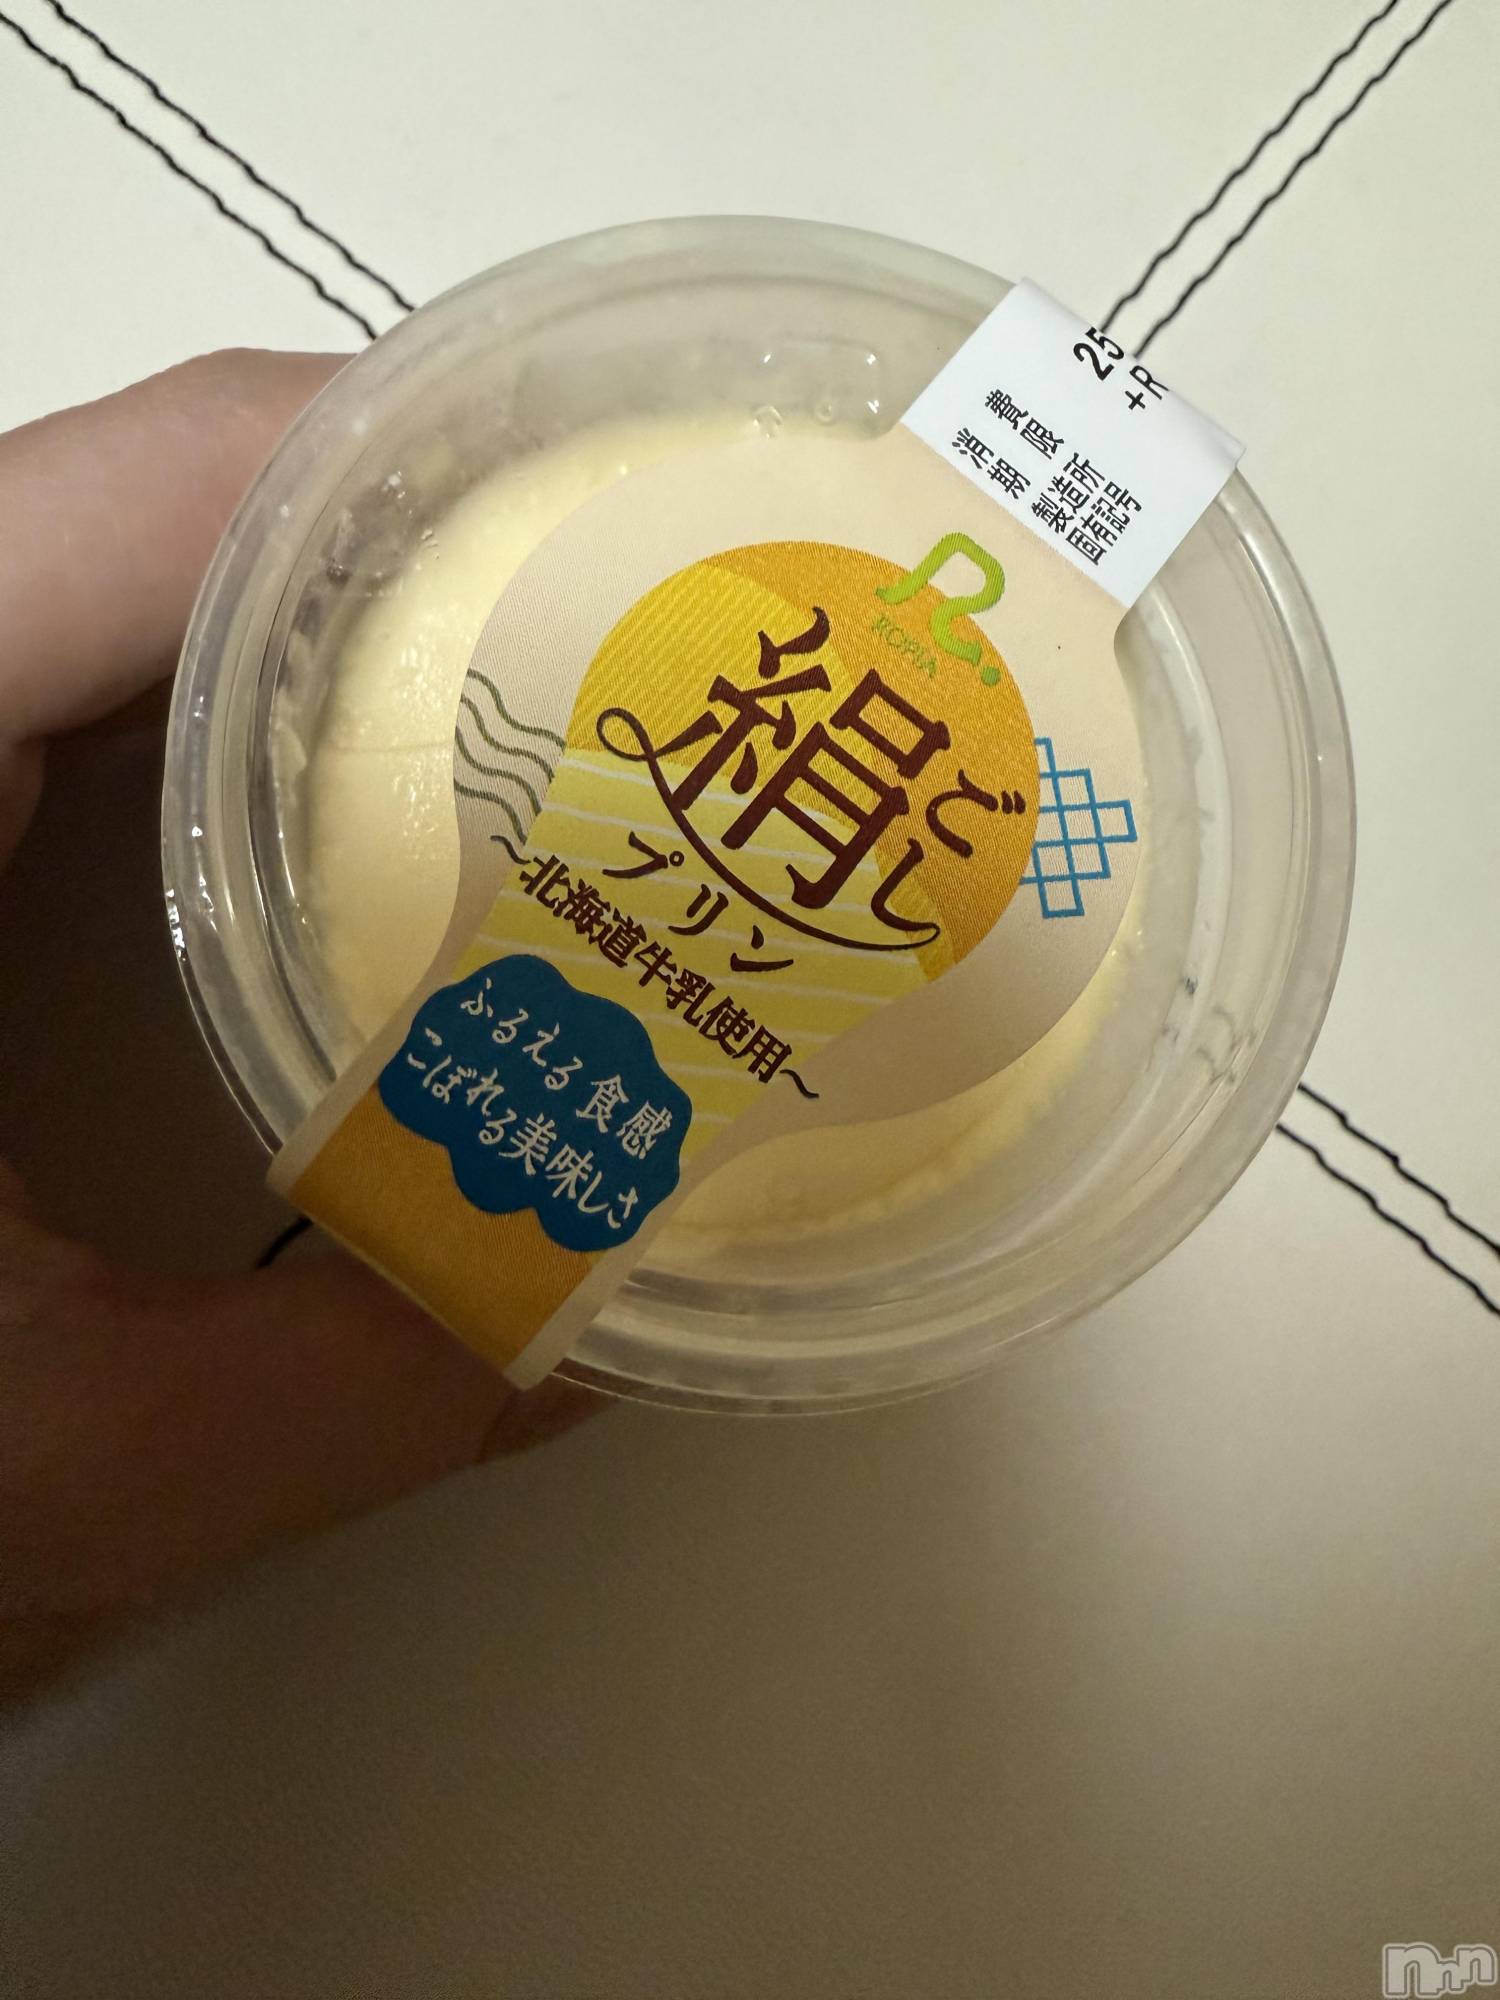 25
+R
消費期限
製造所
固有記号
ROPIA
絹ごし
プリン
～北海道牛乳使用～
ふるえる食感
こぼれる美味しさ
nnn